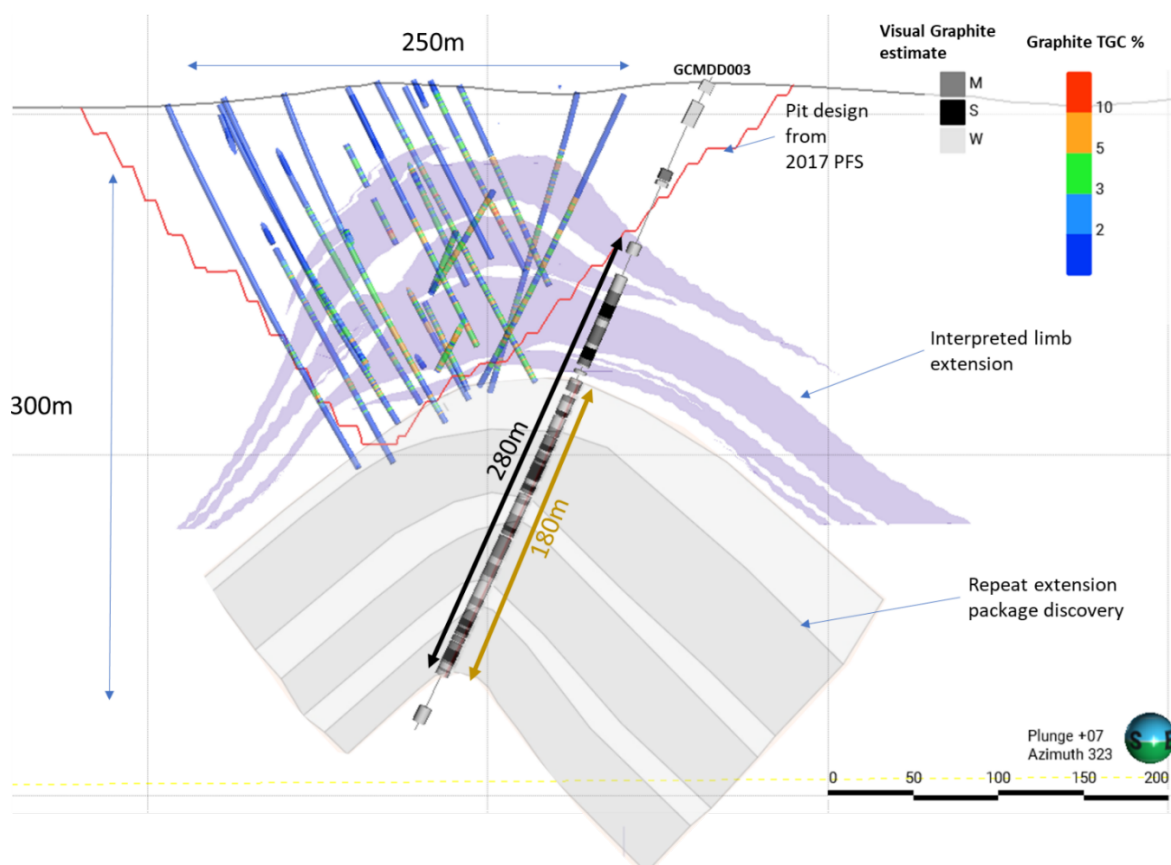 250m
GCMDD003
Visual Graphite
estimate
M
S
W
Graphite TGC %
10
5
3
2
Pit design
from
2017 PFS
Interpreted limb
extension
300m
280m
180m
Repeat extension
package discovery
Plunge +07
Azimuth 323
S E
0 50 100 150 200